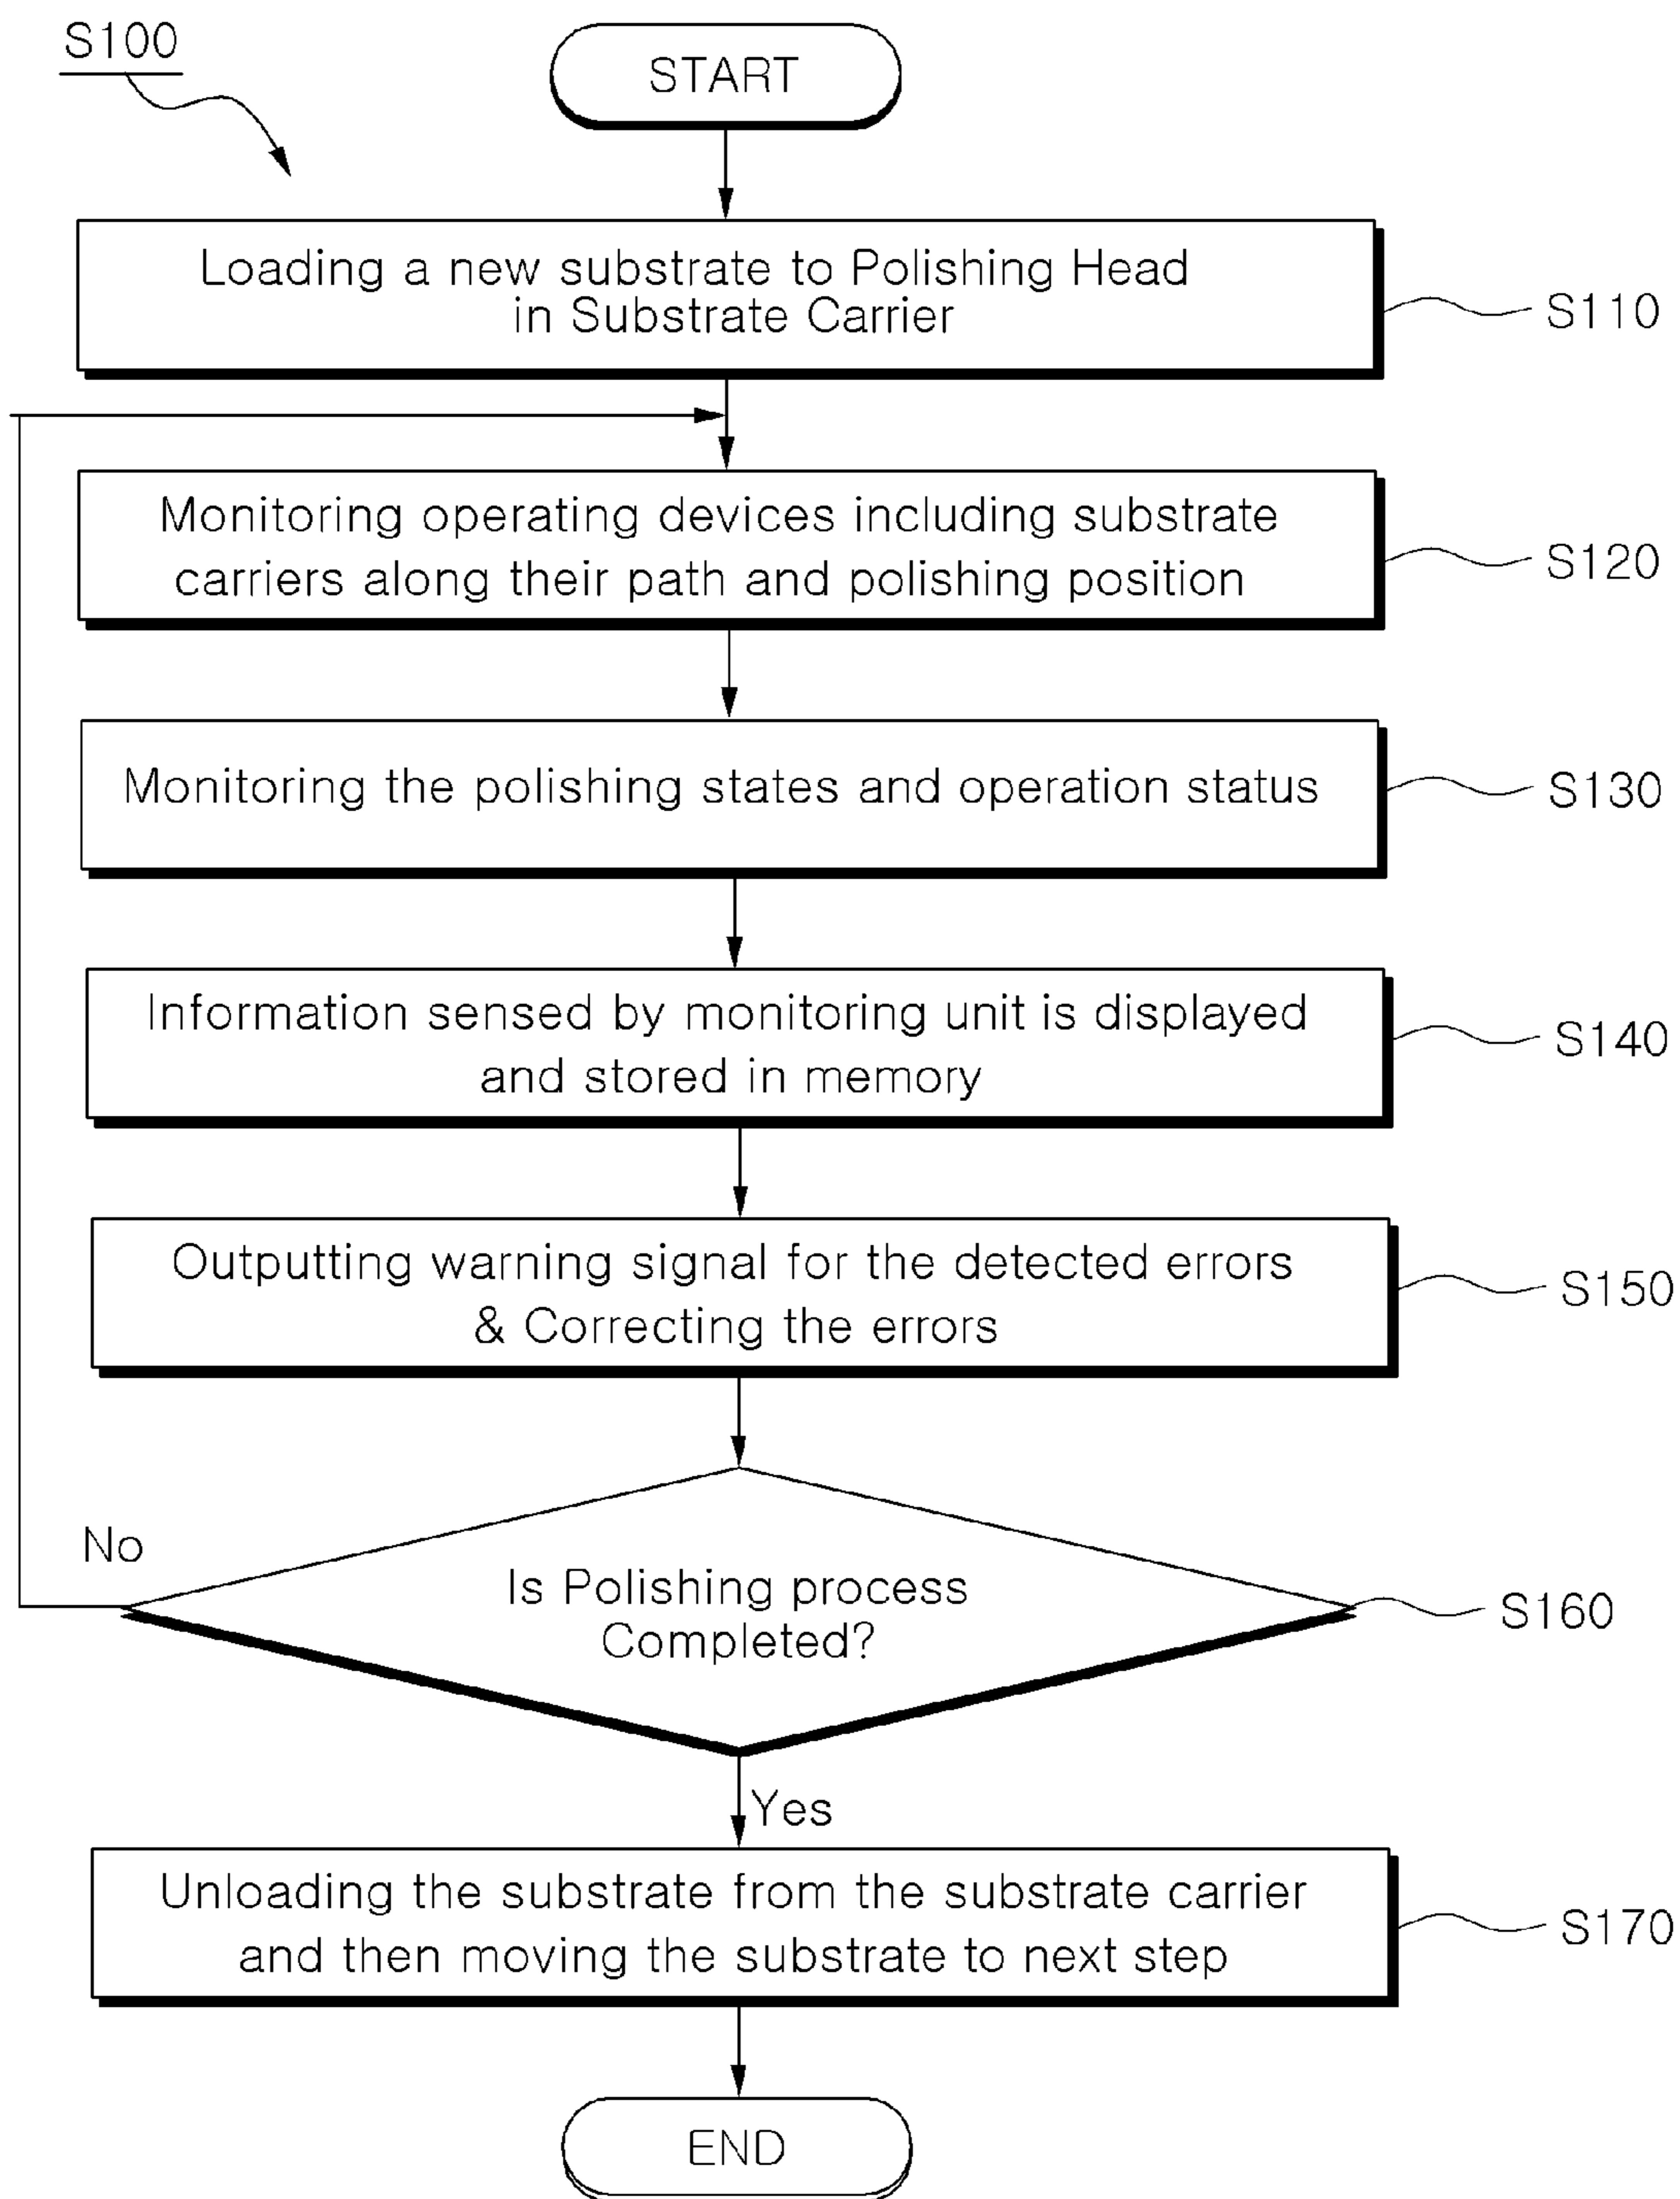 S100
START
Loading a new substrate to Polishing Head
in Substrate Carrier
S110
Monitoring operating devices including substrate
carriers along their path and polishing position
S120
Monitoring the polishing states and operation status
S130
Information sensed by monitoring unit is displayed
and stored in memory
S140
Outputting warning signal for the detected errors
& Correcting the errors
S150
No
Is Polishing process
Completed?
S160
Yes
Unloading the substrate from the substrate carrier
and then moving the substrate to next step
S170
END